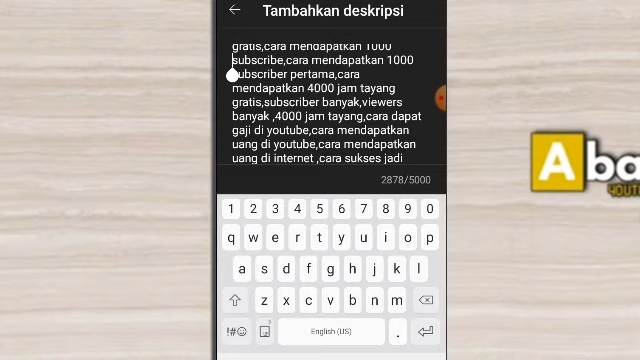 Tambahkan deskripsi
gratis,cara mendapatkan 1000
subscribe,cara mendapatkan 1000
subscriber pertama,cara
mendapatkan 4000 jam tayang
gratis,subscriber banyak,viewers
banyak ,4000 jam tayang,cara dapat
gaji di youtube,cara mendapatkan
uang di youtube,cara mendapatkan
uang di internet ,cara sukses jadi
2878/5000
1 2 3 4 5 6 7 8 9 0
q w e r t y u i o p
a s d f g h j k l
z x c v b n m
!#☺ English (US) .
Aba
YOUT